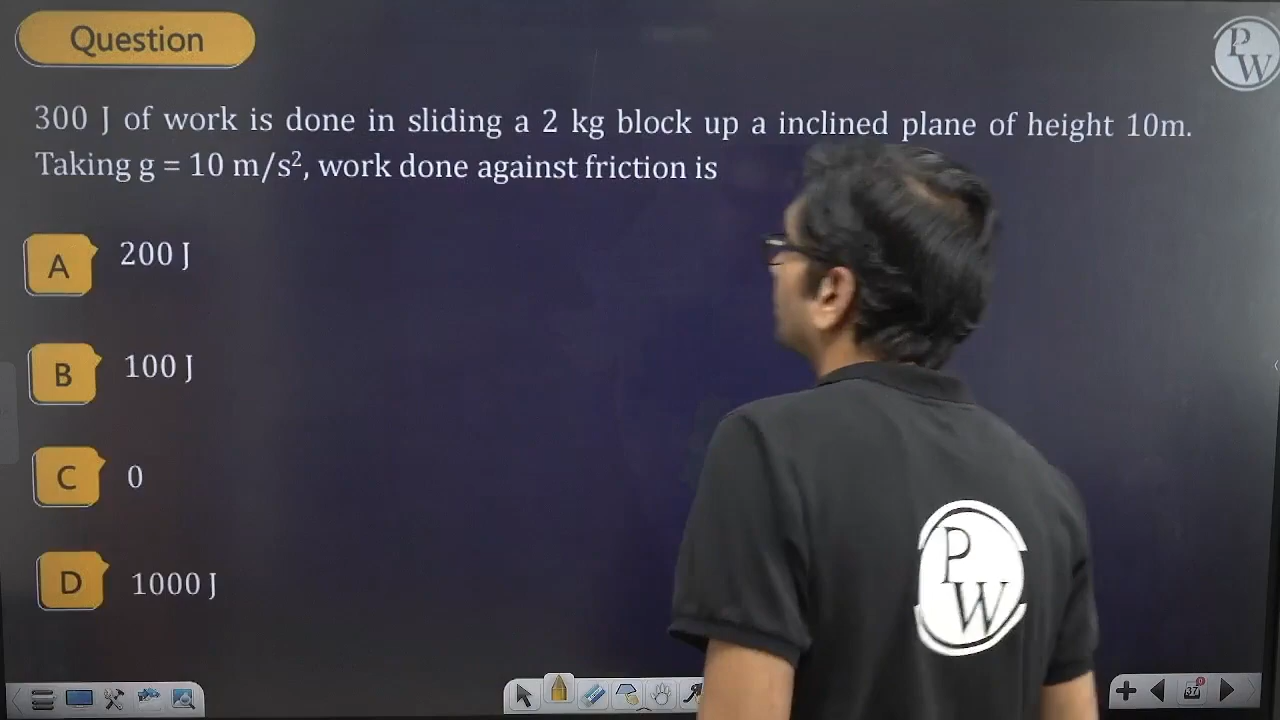 Question
P
W
300 J of work is done in sliding a 2 kg block up a inclined plane of height 10m.
Taking g = 10 m/s², work done against friction is
A 200 J
B 100 J
C 0
D 1000 J
P
W
37